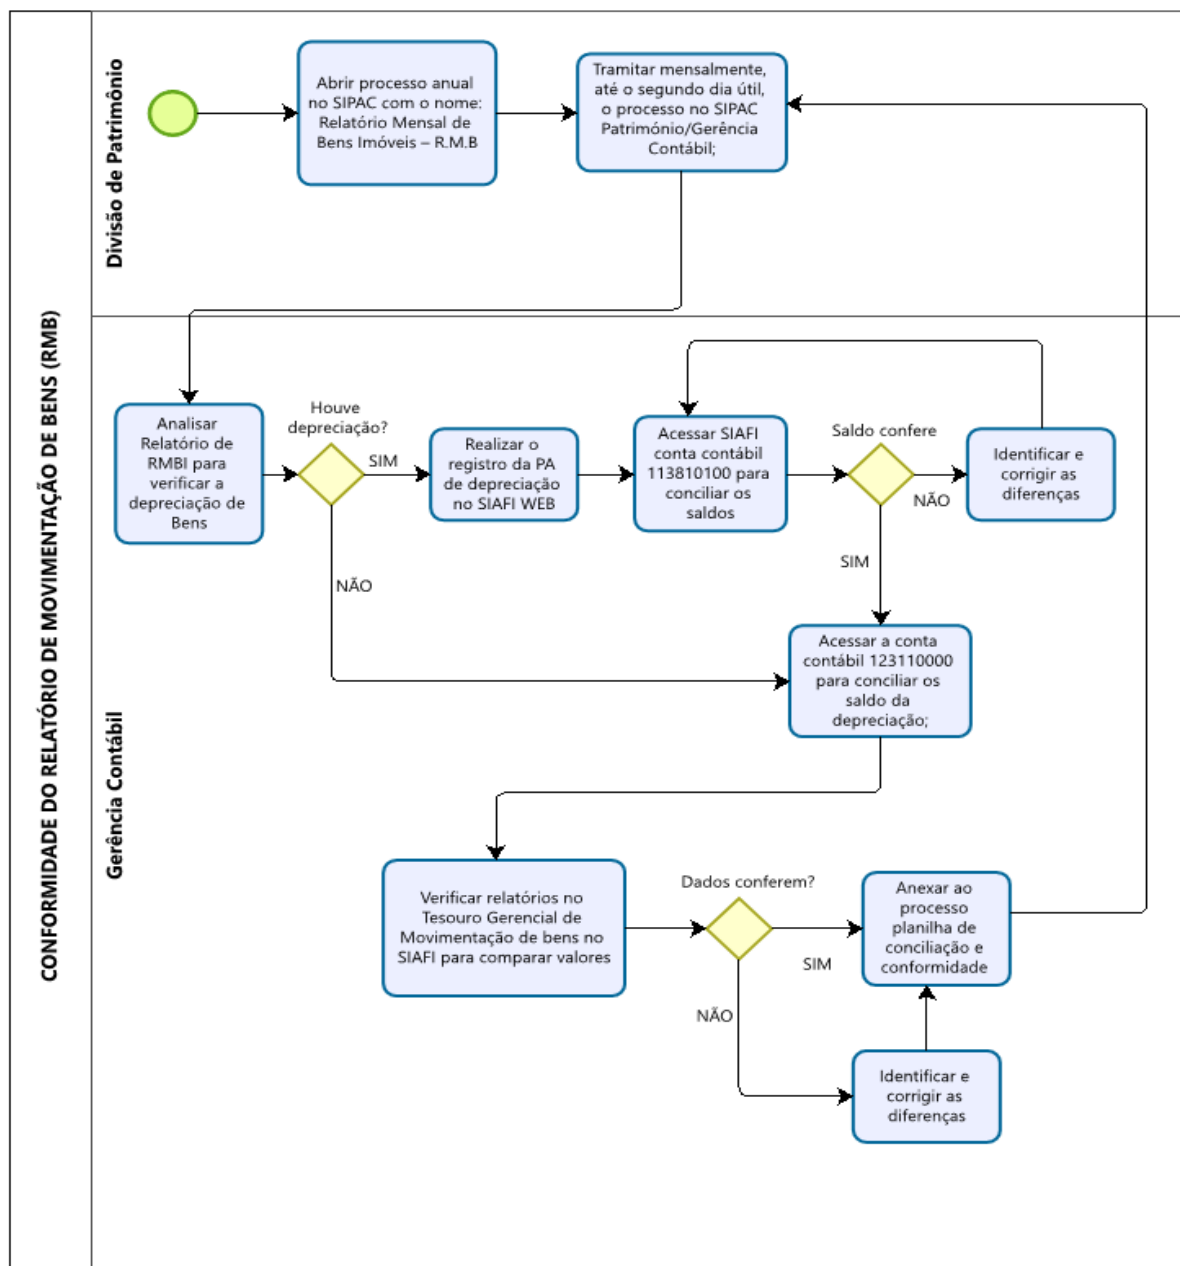 CONFORMIDADE DO RELATÓRIO DE MOVIMENTAÇÃO DE BENS (RMB)
Divisão de Patrimônio
Abrir processo anual
no SIPAC com o nome:
Relatório Mensal de
Bens Imóveis – R.M.B
Tramitar mensalmente,
até o segundo dia útil,
o processo no SIPAC
Património/Gerência
Contábil;
Gerência Contábil
Analisar
Relatório de
RMBI para
verificar a
depreciação de
Bens
Houve
depreciação?
SIM
NÃO
Realizar o
registro da PA
de depreciação
no SIAFI WEB
Acessar SIAFI
conta contábil
113810100 para
conciliar os
saldos
Saldo confere
NÃO
SIM
Identificar e
corrigir as
diferenças
Acessar a conta
contábil 123110000
para conciliar os
saldo da
depreciação;
Verificar relatórios no
Tesouro Gerencial de
Movimentação de bens no
SIAFI para comparar valores
Dados conferem?
SIM
NÃO
Anexar ao
processo
planilha de
conciliação e
conformidade
Identificar e
corrigir as
diferenças